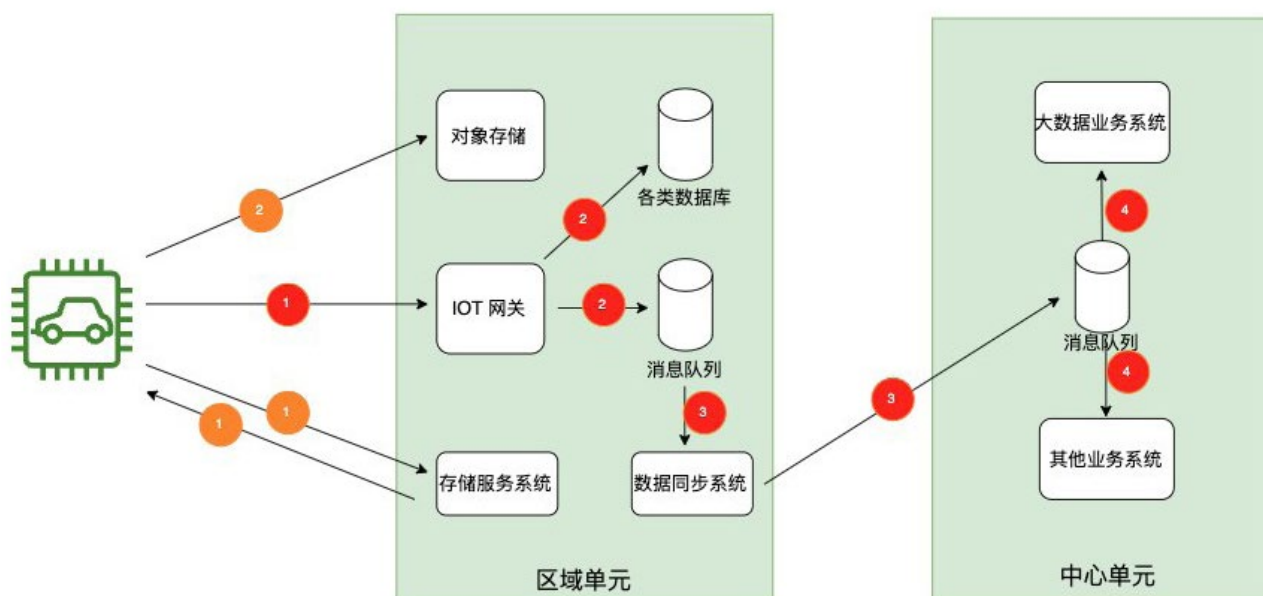 对象存储
各类数据库
大数据业务系统
2
2
4
1
IOT 网关
2
消息队列
消息队列
3
3
4
1
1
存储服务系统
数据同步系统
其他业务系统
区域单元
中心单元